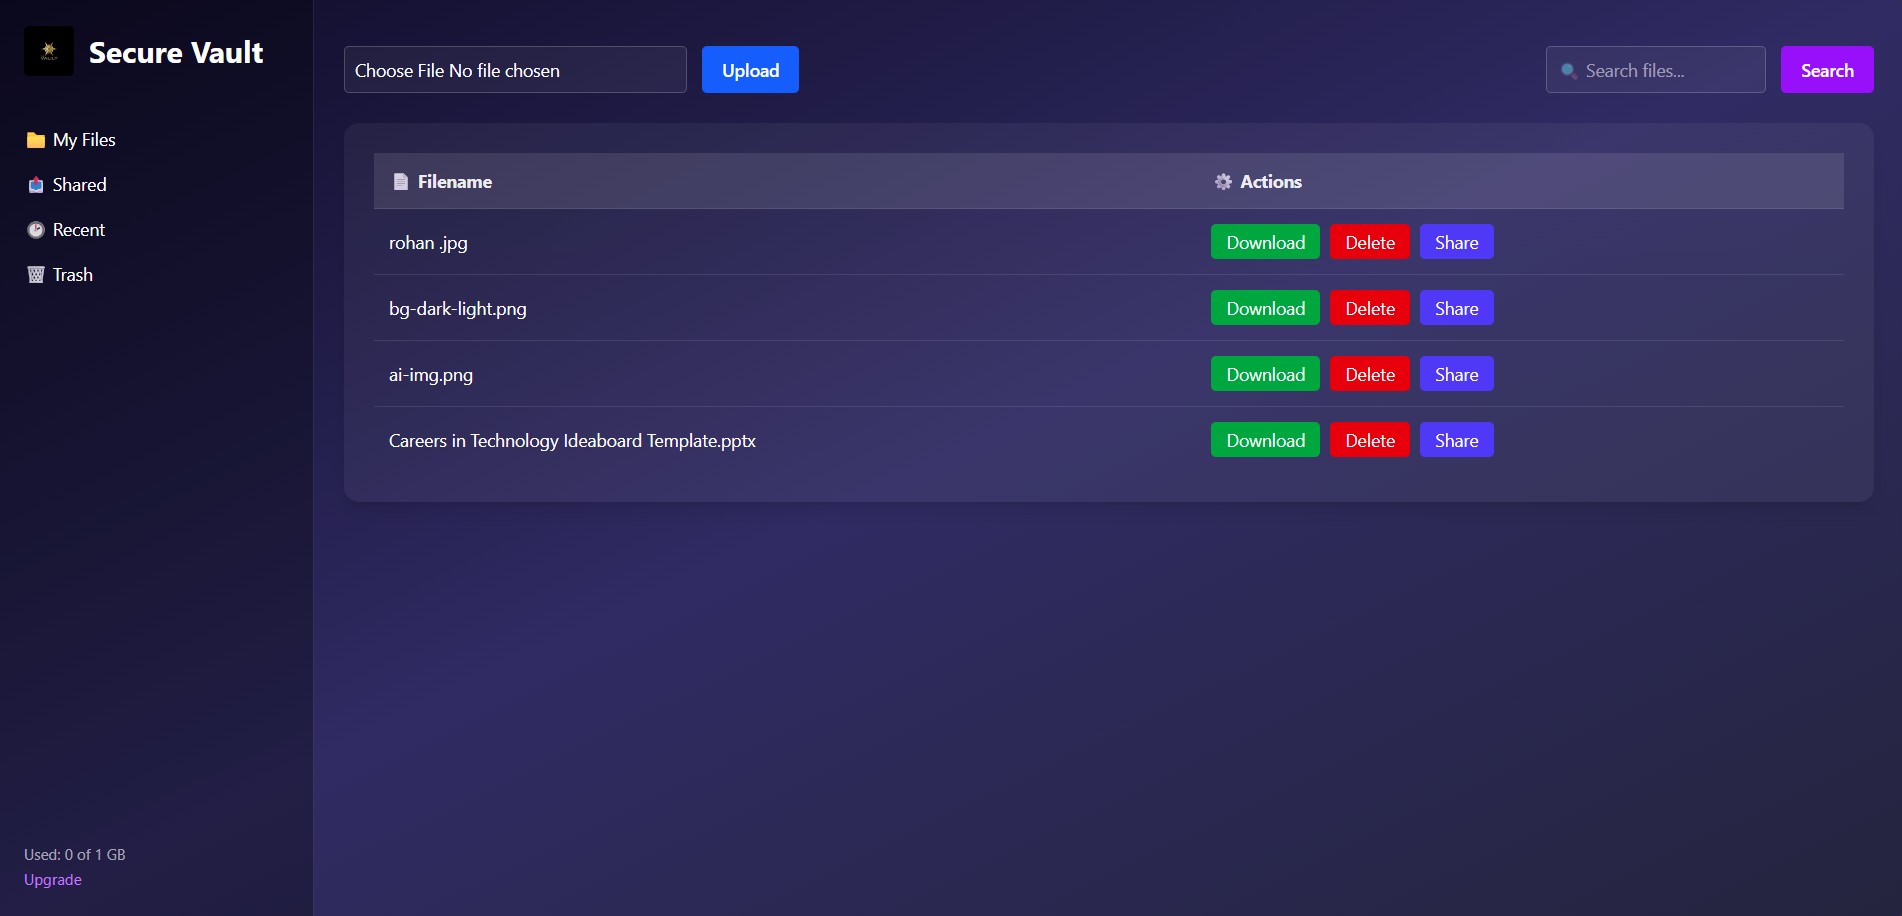 VAULT
Secure Vault
My Files
Shared
Recent
Trash
Used: 0 of 1 GB
Upgrade
Choose File No file chosen
Upload
Search files...
Search
Filename Actions
rohan .jpg Download Delete Share
bg-dark-light.png Download Delete Share
ai-img.png Download Delete Share
Careers in Technology Ideaboard Template.pptx Download Delete Share